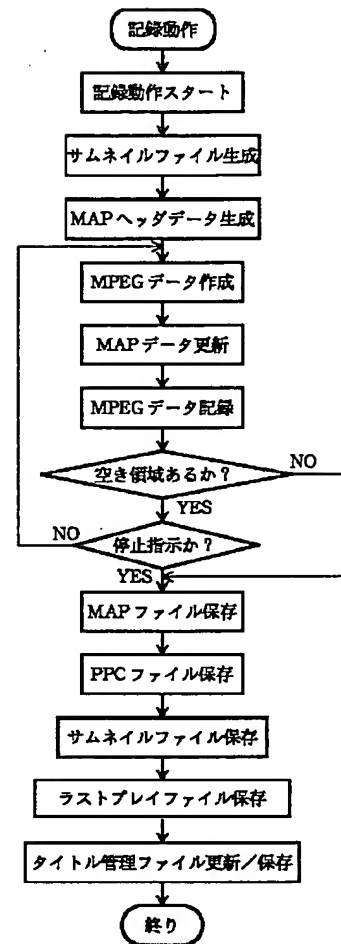 記録動作
記録動作スタート
サムネイルファイル生成
MAPヘッダデータ生成
MPEGデータ作成
MAPデータ更新
MPEGデータ記録
空き領域あるか?
NO
YES
停止指示か?
NO
YES
MAPファイル保存
PPCファイル保存
サムネイルファイル保存
ラストプレイファイル保存
タイトル管理ファイル更新/保存
終り